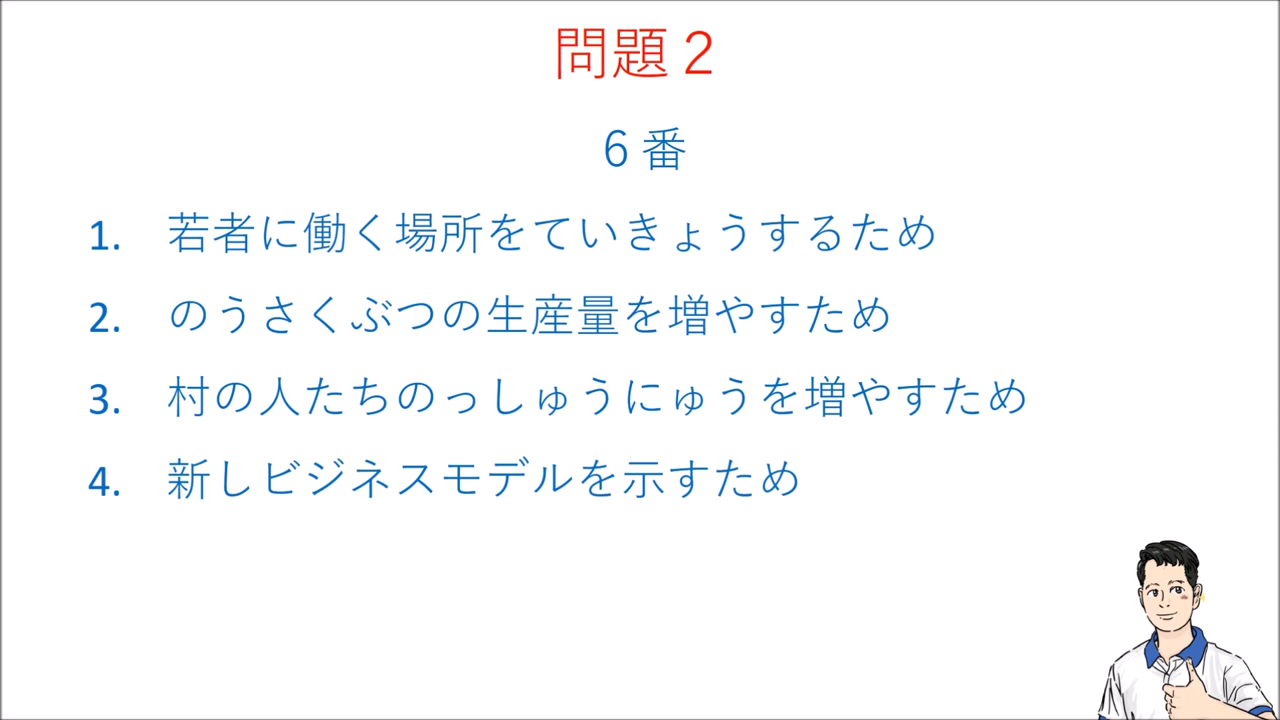 問題２
６番
1. 若者に働く場所をていきょうするため
2. のうさくぶつの生産量を増やすため
3. 村の人たちのっしゅうにゅうを増やすため
4. 新しビジネスモデルを示すため